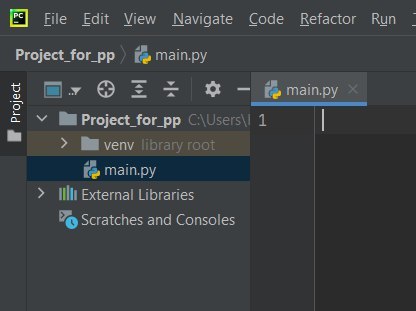 PC File Edit View Navigate Code Refactor Run
Project_for_pp main.py
Project
main.py
Project_for_pp C:\Users\
1
venv library root
main.py
External Libraries
Scratches and Consoles